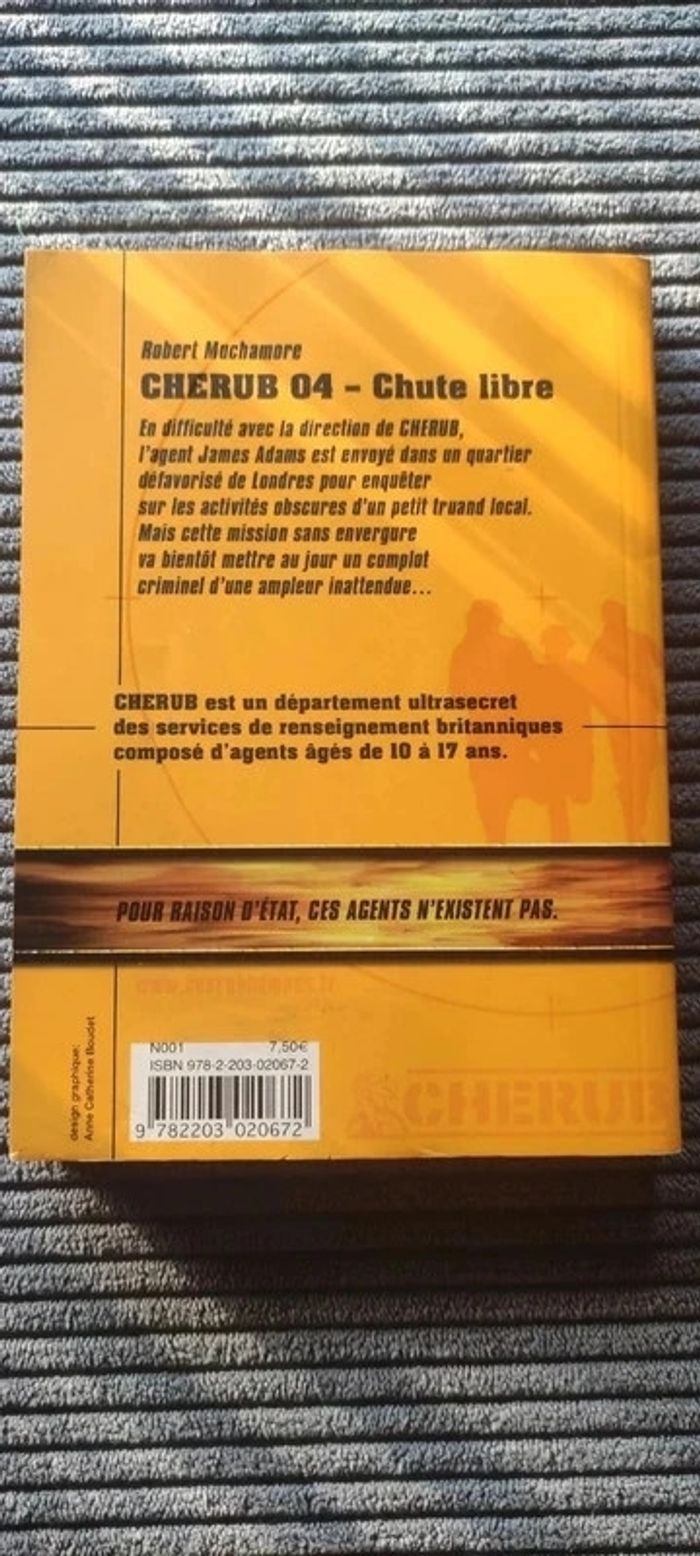 Robert Muchamore
CHERUB 04 – Chute libre
En difficulté avec la direction de CHERUB,
l'agent James Adams est envoyé dans un quartier
défavorisé de Londres pour enquêter
sur les activités obscures d'un petit truand local.
Mais cette mission sans envergure
va bientôt mettre au jour un complot
criminel d'une ampleur inattendue...
CHERUB est un département ultrasecret
des services de renseignement britanniques
composé d'agents âgés de 10 à 17 ans.
POUR RAISON D'ÉTAT, CES AGENTS N'EXISTENT PAS.
design graphique:
Anne Catherine Boudet
N001 7,50€
ISBN 978-2-203-02067-2
9 782203 020672
CHERUB